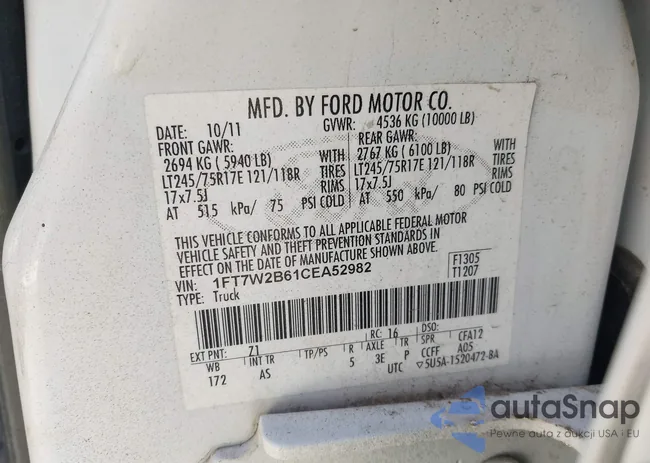 MFD. BY FORD MOTOR CO.
DATE: 10/11 GVWR: 4536 KG (10000 LB)
FRONT GAWR: REAR GAWR:
2694 KG (5940 LB) WITH 2767 KG (6100 LB) WITH
LT245/75R17E 121/118R TIRES LT245/75R17E 121/118R TIRES
17x7.5J RIMS 17x7.5J RIMS
AT 515 kPa/ 75 PSI COLD AT 550 kPa/ 80 PSI COLD
THIS VEHICLE CONFORMS TO ALL APPLICABLE FEDERAL MOTOR
VEHICLE SAFETY AND THEFT PREVENTION STANDARDS IN
EFFECT ON THE DATE OF MANUFACTURE SHOWN ABOVE.
VIN: 1FT7W2B61CEA52982 F1305
TYPE: Truck T1207
EXT PNT: 71 RC: 16 DSO:
WB INT TR TP/PS R AXLE TR SPR CFA12
172 AS 5 3E P CCFF A05
UTC ▽5U5A-1520472-BA
autoSnap
Pewne auta z aukcji USA i EU